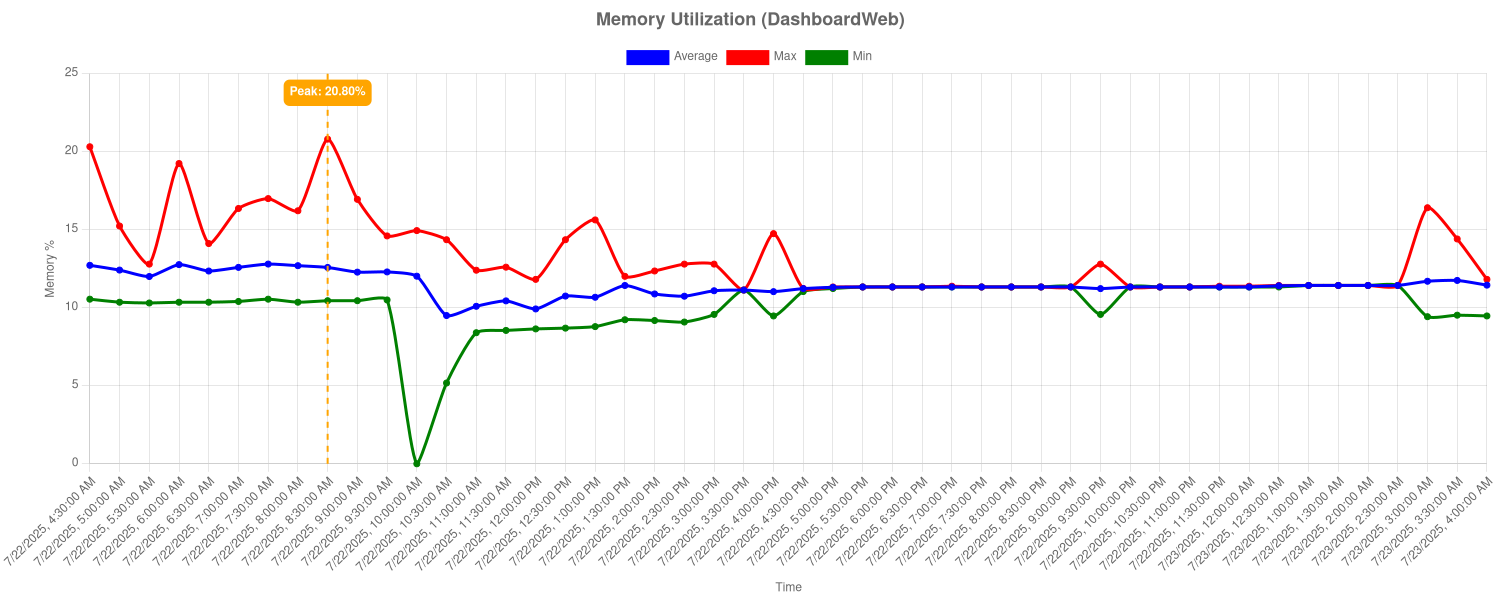 Memory Utilization (DashboardWeb)
Average Max Min
Peak: 20.80%
25
20
15
10
5
0
Memory %
7/22/2025, 4:30:00 AM
7/22/2025, 5:00:00 AM
7/22/2025, 5:30:00 AM
7/22/2025, 6:00:00 AM
7/22/2025, 6:30:00 AM
7/22/2025, 7:00:00 AM
7/22/2025, 7:30:00 AM
7/22/2025, 8:00:00 AM
7/22/2025, 8:30:00 AM
7/22/2025, 9:00:00 AM
7/22/2025, 9:30:00 AM
7/22/2025, 10:00:00 AM
7/22/2025, 10:30:00 AM
7/22/2025, 11:00:00 AM
7/22/2025, 11:30:00 AM
7/22/2025, 12:00:00 PM
7/22/2025, 12:30:00 PM
7/22/2025, 1:00:00 PM
7/22/2025, 1:30:00 PM
7/22/2025, 2:00:00 PM
7/22/2025, 2:30:00 PM
7/22/2025, 3:00:00 PM
7/22/2025, 3:30:00 PM
7/22/2025, 4:00:00 PM
7/22/2025, 4:30:00 PM
7/22/2025, 5:00:00 PM
7/22/2025, 5:30:00 PM
7/22/2025, 6:00:00 PM
7/22/2025, 6:30:00 PM
7/22/2025, 7:00:00 PM
7/22/2025, 7:30:00 PM
7/22/2025, 8:00:00 PM
7/22/2025, 8:30:00 PM
7/22/2025, 9:00:00 PM
7/22/2025, 9:30:00 PM
7/22/2025, 10:00:00 PM
7/22/2025, 10:30:00 PM
7/22/2025, 11:00:00 PM
7/22/2025, 11:30:00 PM
7/23/2025, 12:00:00 AM
7/23/2025, 12:30:00 AM
7/23/2025, 1:00:00 AM
7/23/2025, 1:30:00 AM
7/23/2025, 2:00:00 AM
7/23/2025, 2:30:00 AM
7/23/2025, 3:00:00 AM
7/23/2025, 3:30:00 AM
7/23/2025, 4:00:00 AM
Time